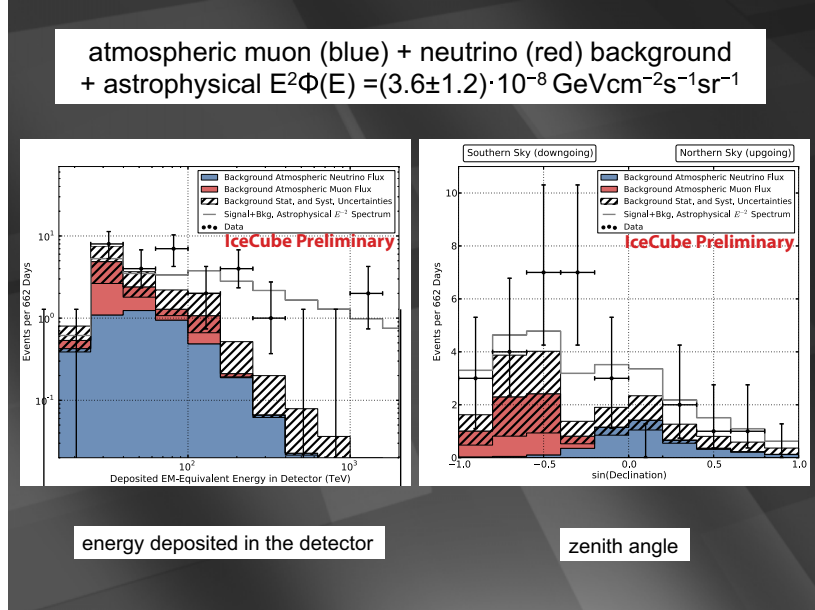 atmospheric muon (blue) + neutrino (red) background
+ astrophysical E²Φ(E) =(3.6±1.2)·10⁻⁸ GeVcm⁻²s⁻¹sr⁻¹
Background Atmospheric Neutrino Flux
Background Atmospheric Muon Flux
Background Stat, and Syst, Uncertainties
Signal+Bkg, Astrophysical E⁻² Spectrum
Data
IceCube Preliminary
Events per 662 Days
10¹
10⁰
10⁻¹
10²
10³
Deposited EM-Equivalent Energy in Detector (TeV)
Southern Sky (downgoing)
Northern Sky (upgoing)
Background Atmospheric Neutrino Flux
Background Atmospheric Muon Flux
Background Stat, and Syst, Uncertainties
Signal+Bkg, Astrophysical E⁻² Spectrum
Data
IceCube Preliminary
Events per 662 Days
10
8
6
4
2
0
−1.0
−0.5
0.0
0.5
1.0
sin(Declination)
energy deposited in the detector
zenith angle